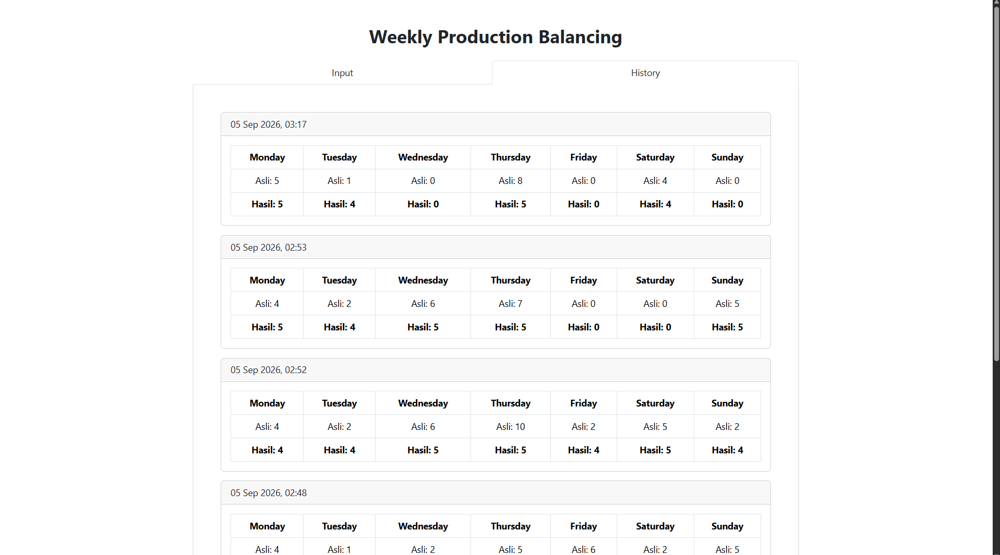 Weekly Production Balancing
Input History
05 Sep 2026, 03:17
Monday Tuesday Wednesday Thursday Friday Saturday Sunday
Asli: 5 Asli: 1 Asli: 0 Asli: 8 Asli: 0 Asli: 4 Asli: 0
Hasil: 5 Hasil: 4 Hasil: 0 Hasil: 5 Hasil: 0 Hasil: 4 Hasil: 0
05 Sep 2026, 02:53
Monday Tuesday Wednesday Thursday Friday Saturday Sunday
Asli: 4 Asli: 2 Asli: 6 Asli: 7 Asli: 0 Asli: 0 Asli: 5
Hasil: 5 Hasil: 4 Hasil: 5 Hasil: 5 Hasil: 0 Hasil: 0 Hasil: 5
05 Sep 2026, 02:52
Monday Tuesday Wednesday Thursday Friday Saturday Sunday
Asli: 4 Asli: 2 Asli: 6 Asli: 10 Asli: 2 Asli: 5 Asli: 2
Hasil: 4 Hasil: 4 Hasil: 5 Hasil: 5 Hasil: 4 Hasil: 5 Hasil: 4
05 Sep 2026, 02:48
Monday Tuesday Wednesday Thursday Friday Saturday Sunday
Asli: 4 Asli: 1 Asli: 2 Asli: 5 Asli: 6 Asli: 2 Asli: 5